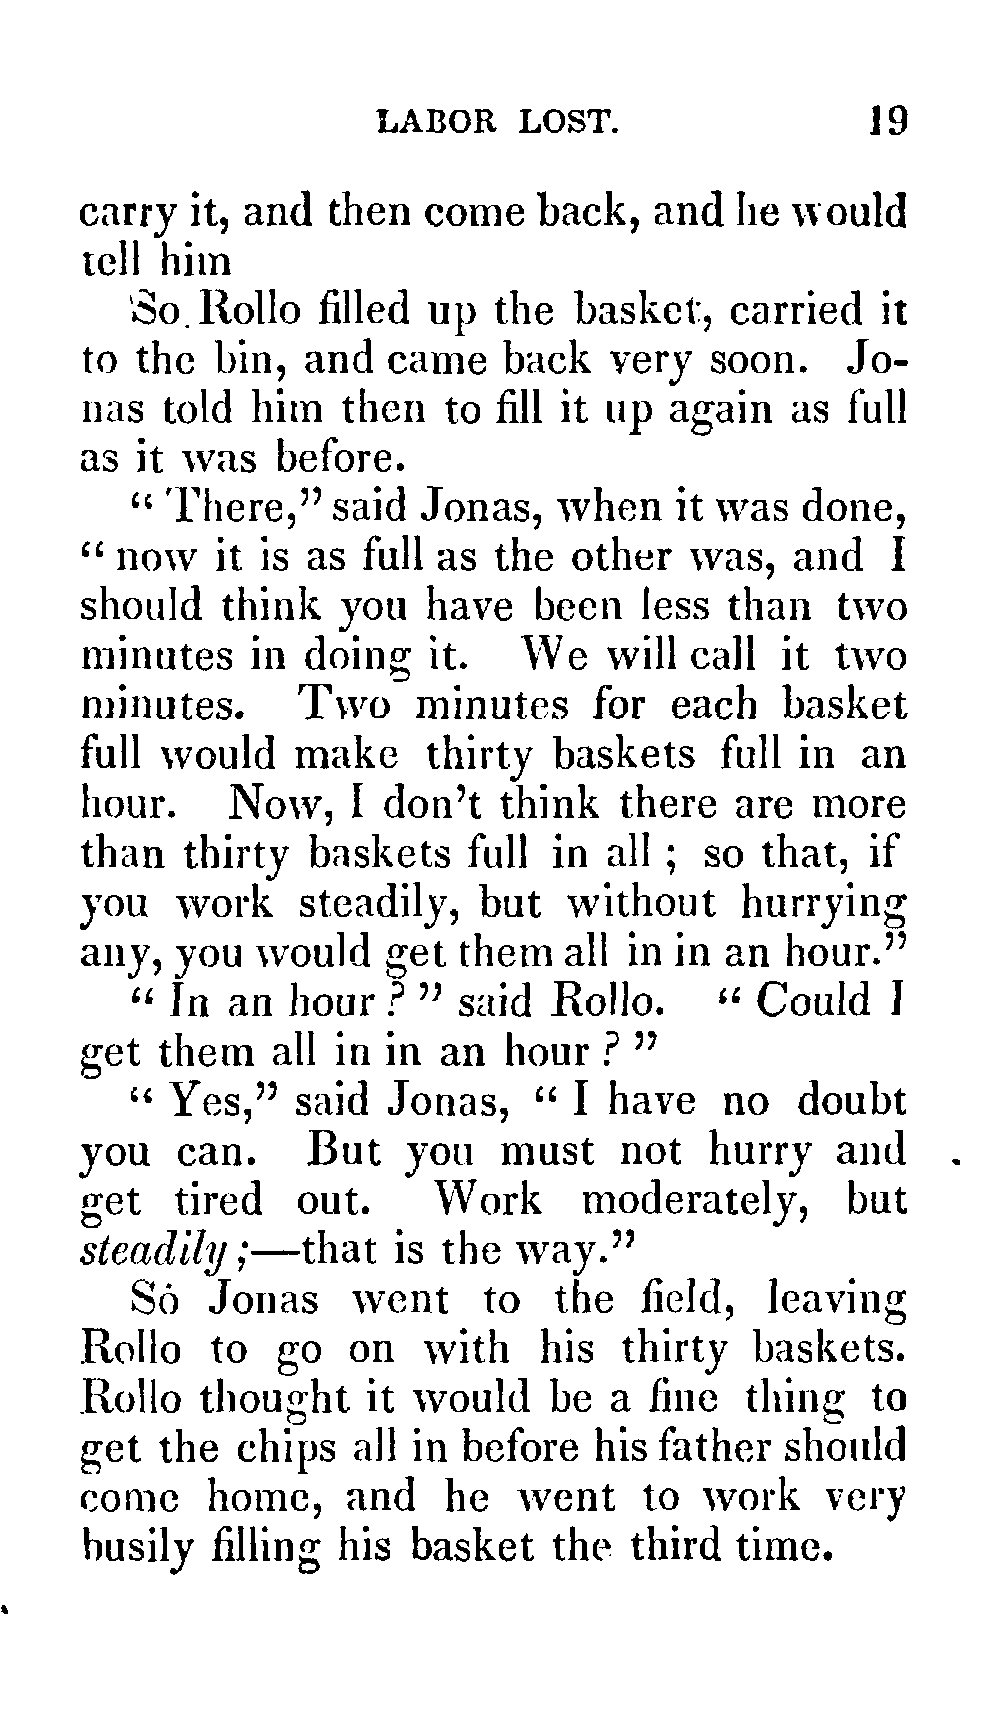 LABOR LOST. 19
carry it, and then come back, and he would
tell him
So Rollo filled up the basket, carried it
to the bin, and came back very soon. Jo-
nas told him then to fill it up again as full
as it was before.
“ There,” said Jonas, when it was done,
“ now it is as full as the other was, and I
should think you have been less than two
minutes in doing it. We will call it two
minutes. Two minutes for each basket
full would make thirty baskets full in an
hour. Now, I don’t think there are more
than thirty baskets full in all ; so that, if
you work steadily, but without hurrying
any, you would get them all in in an hour.”
“ In an hour ? ” said Rollo. “ Could I
get them all in in an hour ? ”
“ Yes,” said Jonas, “ I have no doubt
you can. But you must not hurry and
get tired out. Work moderately, but
steadily ;—that is the way.”
So Jonas went to the field, leaving
Rollo to go on with his thirty baskets.
Rollo thought it would be a fine thing to
get the chips all in before his father should
come home, and he went to work very
busily filling his basket the third time.